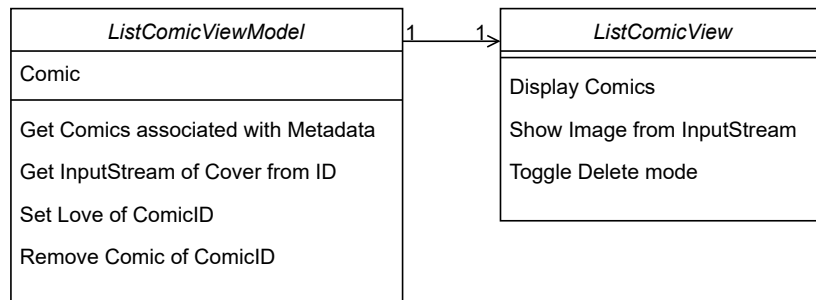 ListComicViewModel
Comic
Get Comics associated with Metadata
Get InputStream of Cover from ID
Set Love of ComicID
Remove Comic of ComicID
1 1
ListComicView
Display Comics
Show Image from InputStream
Toggle Delete mode